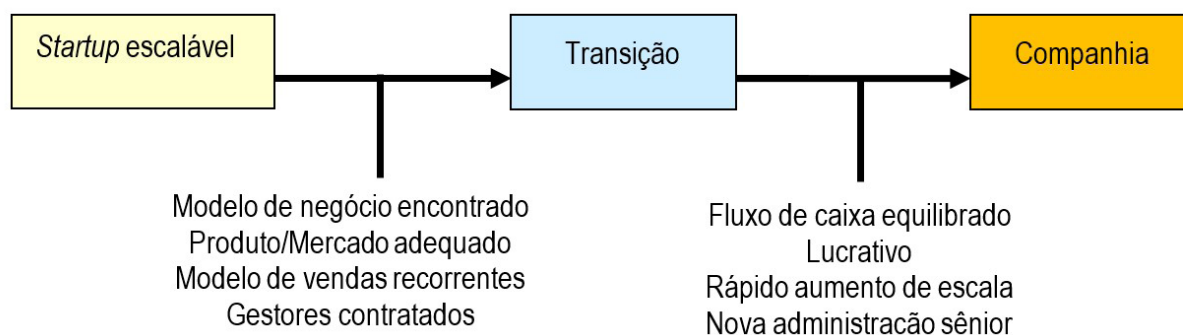 Startup escalável
Transição
Companhia
Modelo de negócio encontrado
Produto/Mercado adequado
Modelo de vendas recorrentes
Gestores contratados
Fluxo de caixa equilibrado
Lucrativo
Rápido aumento de escala
Nova administração sênior